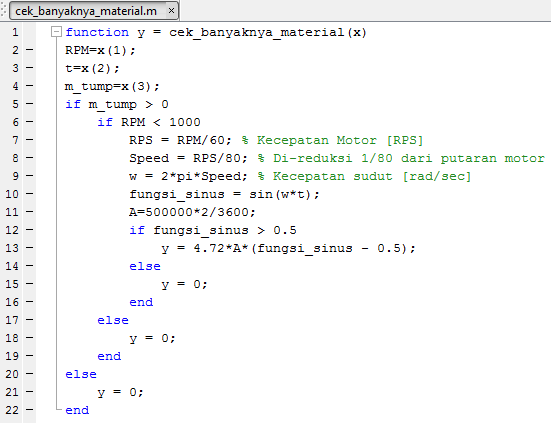 cek_banyaknya_material.m ×
1 function y = cek_banyaknya_material(x)
2 RPM=x(1);
3 t=x(2);
4 m_tump=x(3);
5 if m_tump > 0
6 if RPM < 1000
7 RPS = RPM/60; % Kecepatan Motor [RPS]
8 Speed = RPS/80; % Di-reduksi 1/80 dari putaran motor
9 w = 2*pi*Speed; % Kecepatan sudut [rad/sec]
10 fungsi_sinus = sin(w*t);
11 A=500000*2/3600;
12 if fungsi_sinus > 0.5
13 y = 4.72*A*(fungsi_sinus - 0.5);
14 else
15 y = 0;
16 end
17 else
18 y = 0;
19 end
20 else
21 y = 0;
22 end